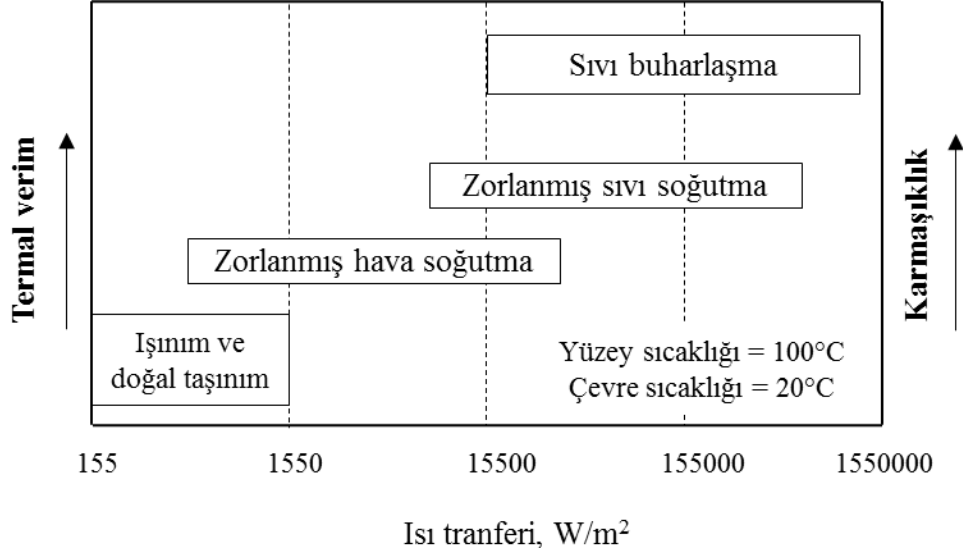 Sıvı buharlaşma
Zorlanmış sıvı soğutma
Zorlanmış hava soğutma
Işınım ve
doğal taşınım
Yüzey sıcaklığı = 100°C
Çevre sıcaklığı = 20°C
Termal verim
Karmaşıklık
155 1550 15500 155000 1550000
Isı tranferi, W/m²